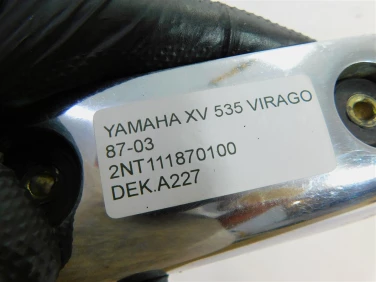 YAMAHA XV 535 VIRAGO
87-03
2NT111870100
DEK.A227